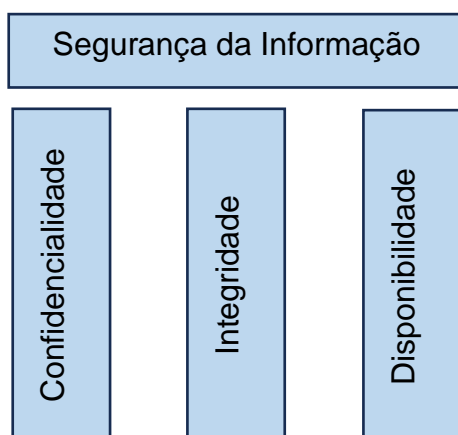 Segurança da Informação
Confidencialidade
Integridade
Disponibilidade